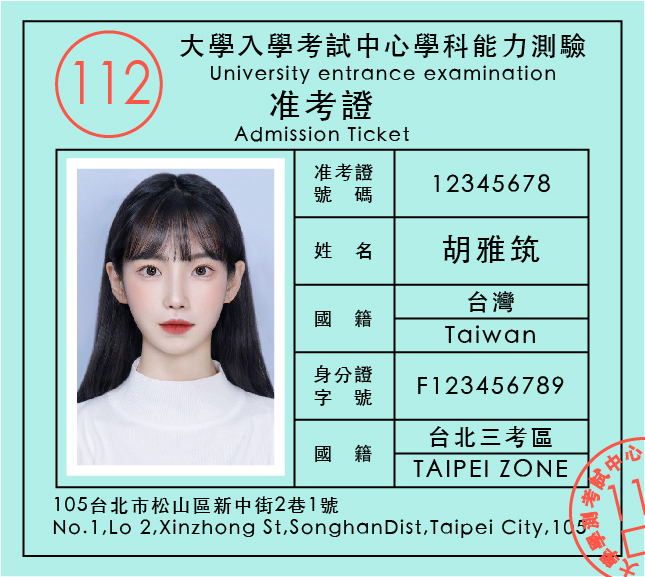 112
大學入學考試中心學科能力測驗
University entrance examination
准考證
Admission Ticket
准考證
號 碼
12345678
姓 名
胡雅筑
國 籍
台灣
Taiwan
身分證
字 號
F123456789
國 籍
台北三考區
TAIPEI ZONE
105台北市松山區新中街2巷1號
No.1,Lo 2,Xinzhong St,SonghanDist,Taipei City,105
大學學測考試中心